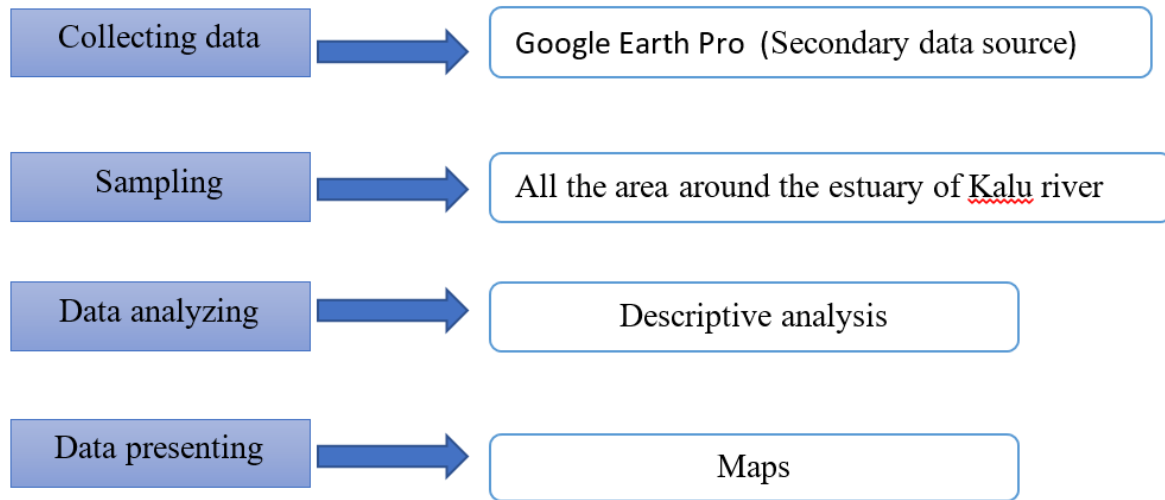 Collecting data
Google Earth Pro (Secondary data source)
Sampling
All the area around the estuary of Kalu river
Data analyzing
Descriptive analysis
Data presenting
Maps